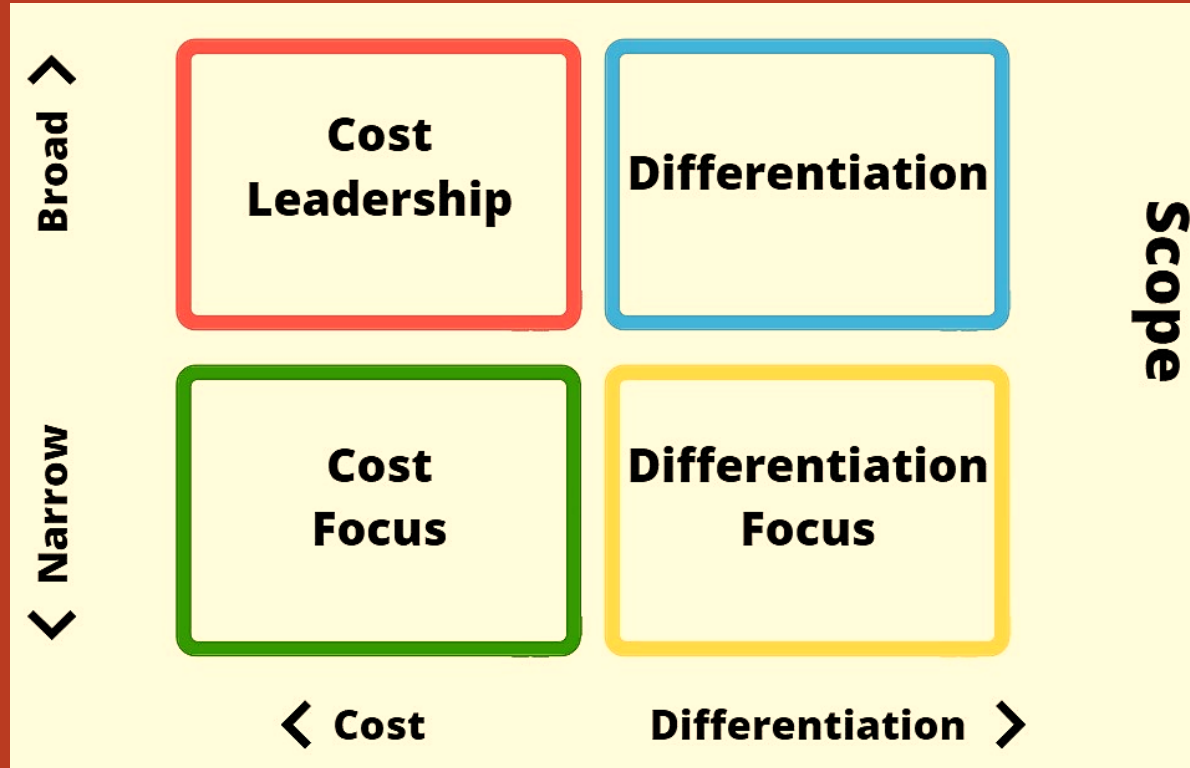 Broad
Cost
Leadership
Differentiation
Scope
Narrow
Cost
Focus
Differentiation
Focus
Cost
Differentiation